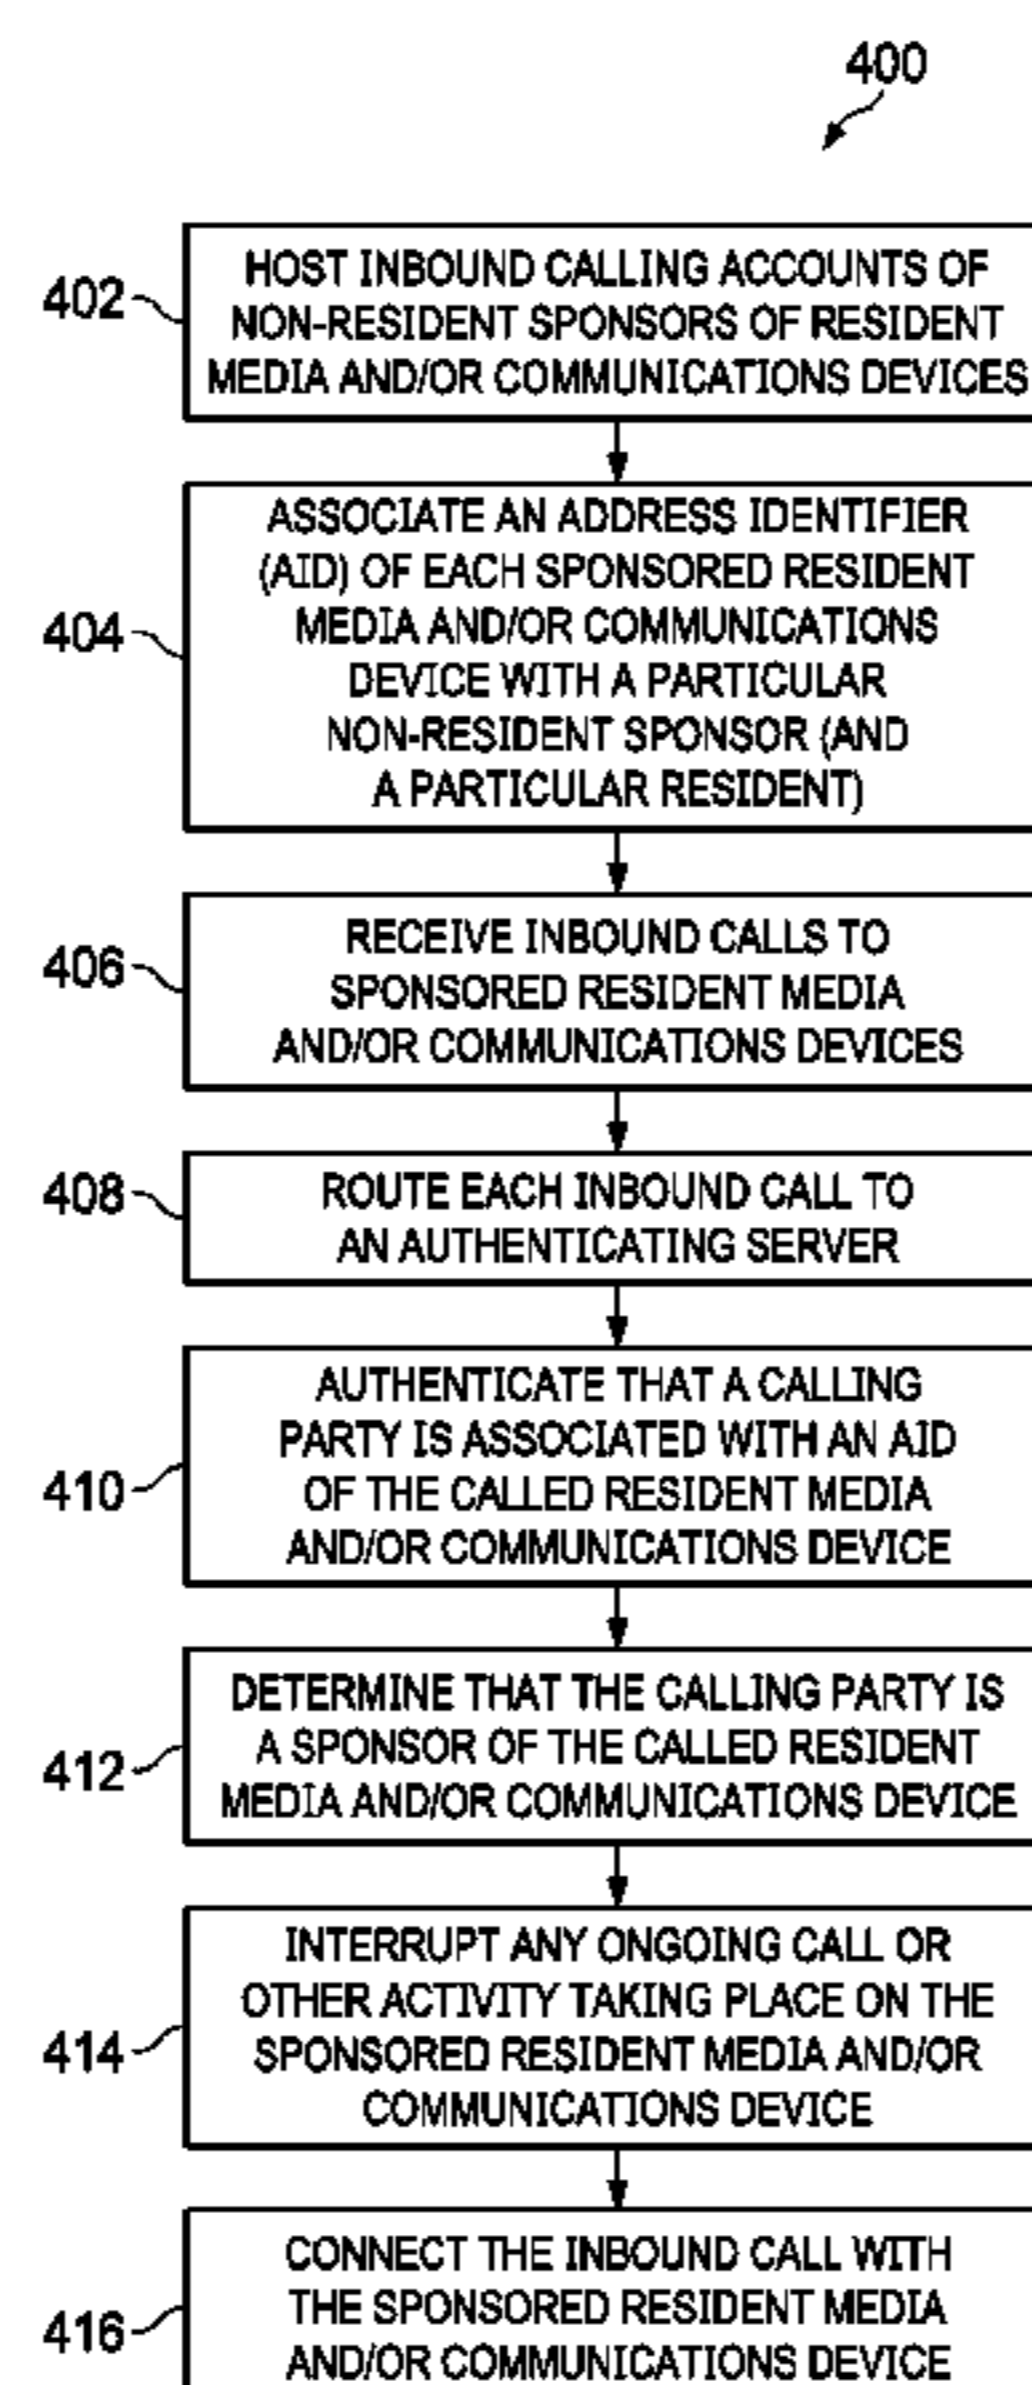 400
402
HOST INBOUND CALLING ACCOUNTS OF
NON-RESIDENT SPONSORS OF RESIDENT
MEDIA AND/OR COMMUNICATIONS DEVICES
404
ASSOCIATE AN ADDRESS IDENTIFIER
(AID) OF EACH SPONSORED RESIDENT
MEDIA AND/OR COMMUNICATIONS
DEVICE WITH A PARTICULAR
NON-RESIDENT SPONSOR (AND
A PARTICULAR RESIDENT)
406
RECEIVE INBOUND CALLS TO
SPONSORED RESIDENT MEDIA
AND/OR COMMUNICATIONS DEVICES
408
ROUTE EACH INBOUND CALL TO
AN AUTHENTICATING SERVER
410
AUTHENTICATE THAT A CALLING
PARTY IS ASSOCIATED WITH AN AID
OF THE CALLED RESIDENT MEDIA
AND/OR COMMUNICATIONS DEVICE
412
DETERMINE THAT THE CALLING PARTY IS
A SPONSOR OF THE CALLED RESIDENT
MEDIA AND/OR COMMUNICATIONS DEVICE
414
INTERRUPT ANY ONGOING CALL OR
OTHER ACTIVITY TAKING PLACE ON THE
SPONSORED RESIDENT MEDIA AND/OR
COMMUNICATIONS DEVICE
416
CONNECT THE INBOUND CALL WITH
THE SPONSORED RESIDENT MEDIA
AND/OR COMMUNICATIONS DEVICE